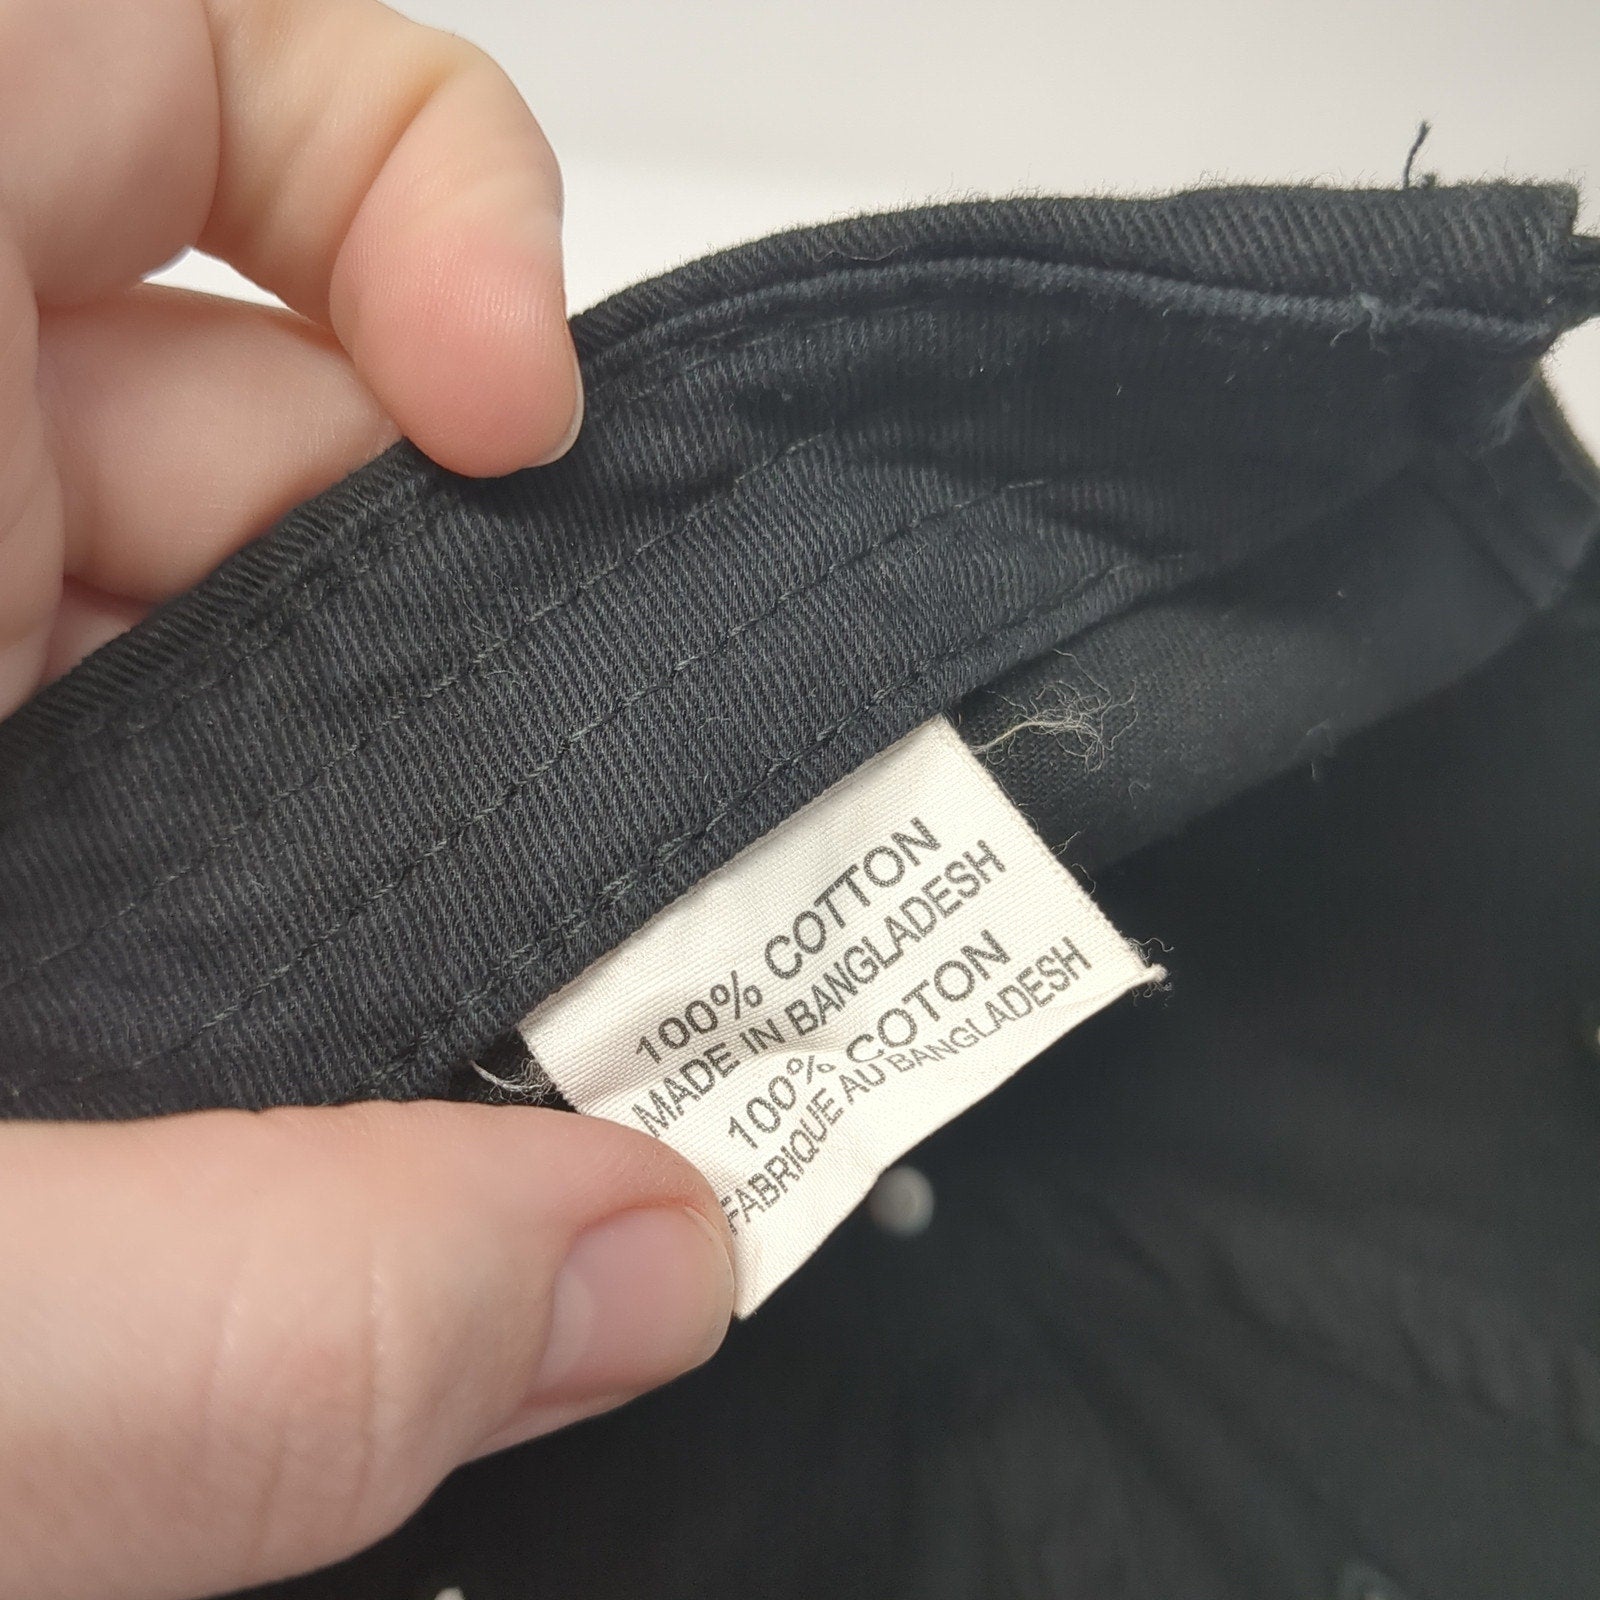 100% COTTON
MADE IN BANGLADESH
100% COTON
FABRIQUE AU BANGLADESH